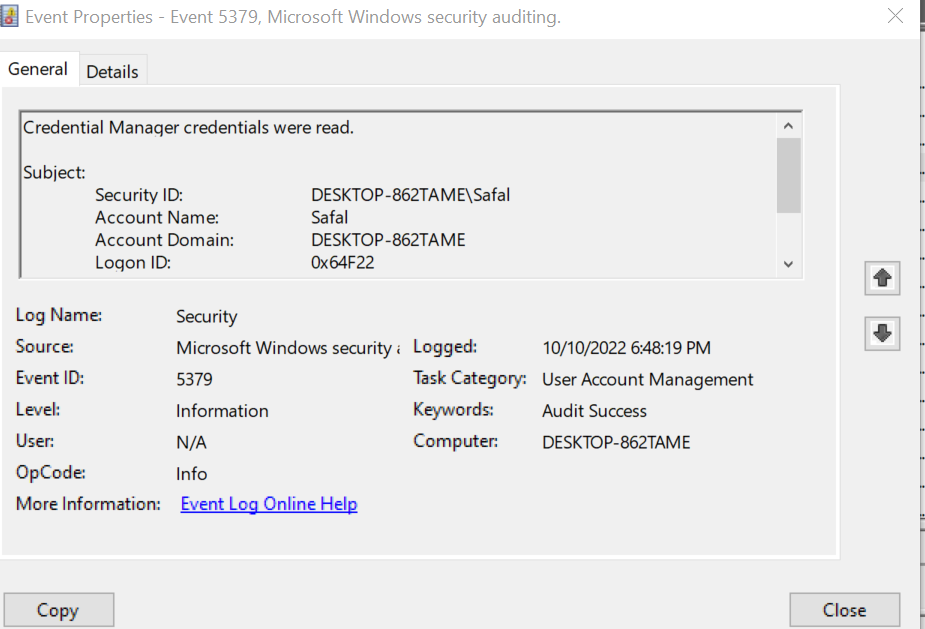 Event Properties - Event 5379, Microsoft Windows security auditing.
General Details
Credential Manager credentials were read.
Subject:
Security ID: DESKTOP-862TAME\Safal
Account Name: Safal
Account Domain: DESKTOP-862TAME
Logon ID: 0x64F22
Log Name: Security
Source: Microsoft Windows security Logged: 10/10/2022 6:48:19 PM
Event ID: 5379 Task Category: User Account Management
Level: Information Keywords: Audit Success
User: N/A Computer: DESKTOP-862TAME
OpCode: Info
More Information: Event Log Online Help
Copy Close